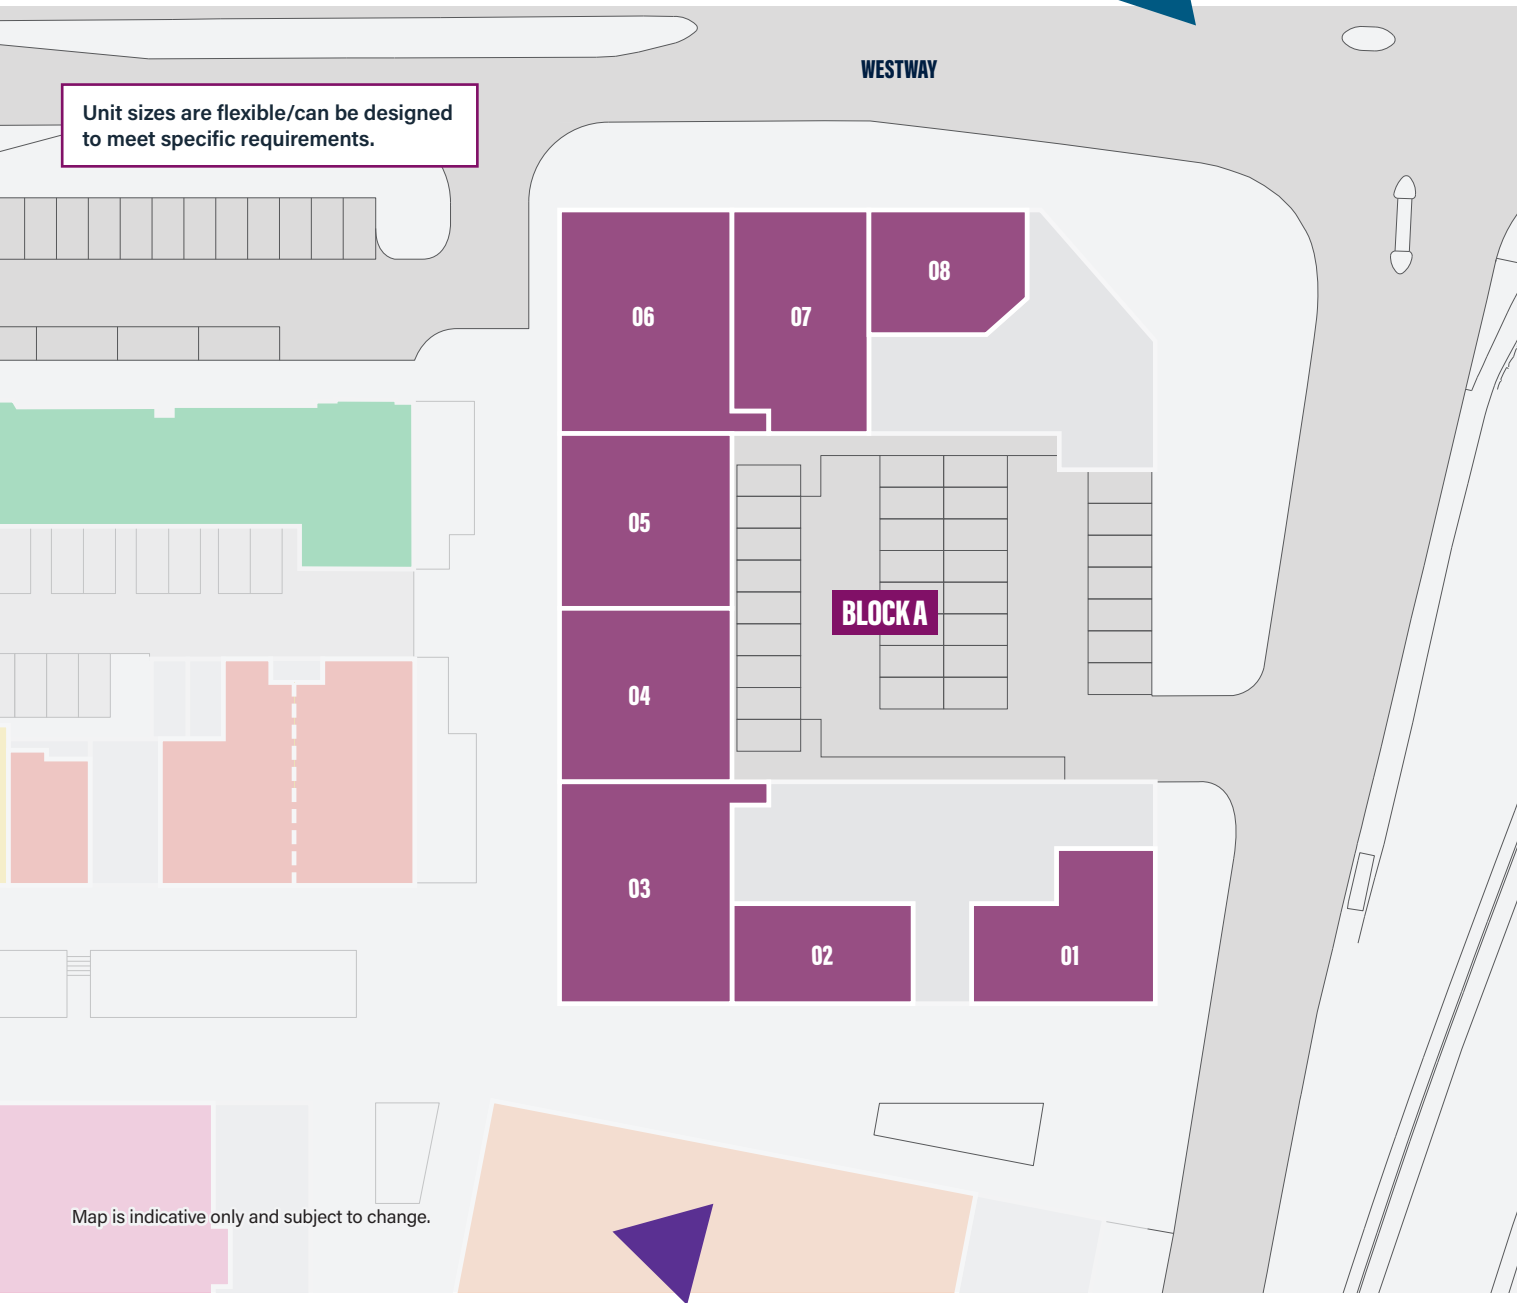 WESTWAY
Unit sizes are flexible/can be designed
to meet specific requirements.
06
07
08
05
BLOCK A
04
03
02
01
Map is indicative only and subject to change.